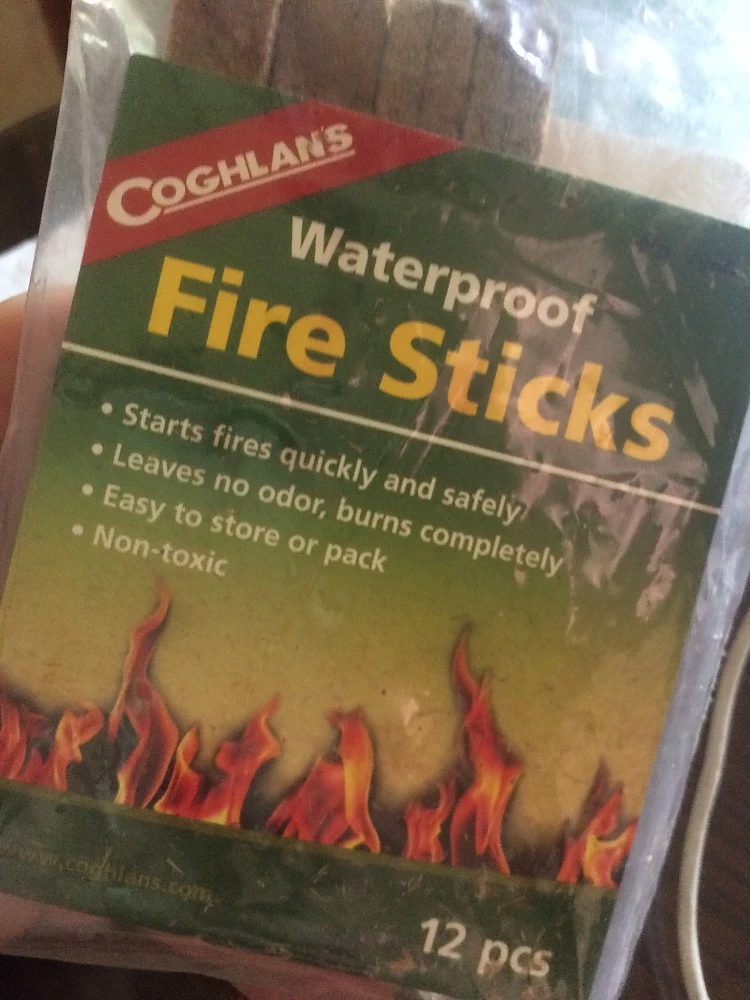 COGHLAN'S
Waterproof
Fire Sticks
• Starts fires quickly and safely
• Leaves no odor, burns completely
• Easy to store or pack
• Non-toxic
www.coghlans.com
12 pcs